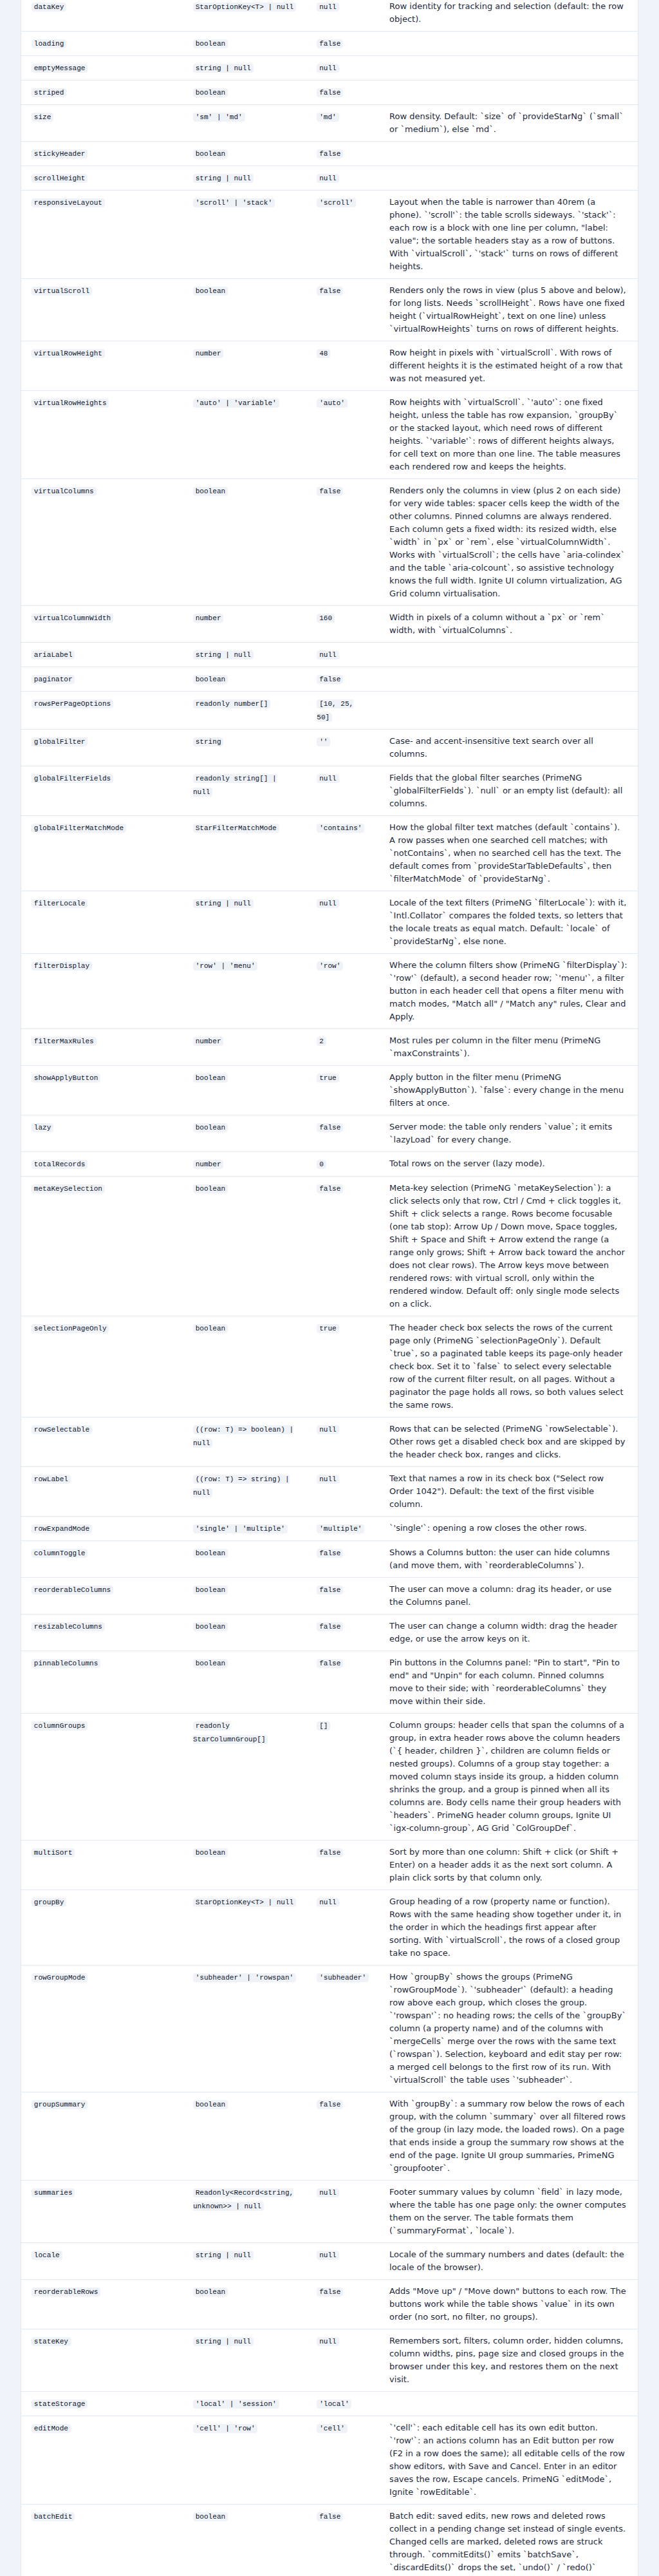 dataKey StarOptionKey<T> | null null Row identity for tracking and selection (default: the row
object).
loading boolean false
emptyMessage string | null null
striped boolean false
size 'sm' | 'md' 'md' Row density. Default: `size` of `provideStarNg` (`small`
or `medium`), else `md`.
stickyHeader boolean false
scrollHeight string | null null
responsiveLayout 'scroll' | 'stack' 'scroll' Layout when the table is narrower than 40rem (a
phone). `'scroll'`: the table scrolls sideways. `'stack'`:
each row is a block with one line per column, "label:
value"; the sortable headers stay as a row of buttons.
With `virtualScroll`, `'stack'` turns on rows of different
heights.
virtualScroll boolean false Renders only the rows in view (plus 5 above and below),
for long lists. Needs `scrollHeight`. Rows have one fixed
height (`virtualRowHeight`, text on one line) unless
`virtualRowHeights` turns on rows of different heights.
virtualRowHeight number 48 Row height in pixels with `virtualScroll`. With rows of
different heights it is the estimated height of a row that
was not measured yet.
virtualRowHeights 'auto' | 'variable' 'auto' Row heights with `virtualScroll`. `'auto'`: one fixed
height, unless the table has row expansion, `groupBy`
or the stacked layout, which need rows of different
heights. `'variable'`: rows of different heights always,
for cell text on more than one line. The table measures
each rendered row and keeps the heights.
virtualColumns boolean false Renders only the columns in view (plus 2 on each side)
for very wide tables: spacer cells keep the width of the
other columns. Pinned columns are always rendered.
Each column gets a fixed width: its resized width, else
`width` in `px` or `rem`, else `virtualColumnWidth`.
Works with `virtualScroll`; the cells have `aria-colindex`
and the table `aria-colcount`, so assistive technology
knows the full width. Ignite UI column virtualization, AG
Grid column virtualisation.
virtualColumnWidth number 160 Width in pixels of a column without a `px` or `rem`
width, with `virtualColumns`.
ariaLabel string | null null
paginator boolean false
rowsPerPageOptions readonly number[] [10, 25,
50]
globalFilter string '' Case- and accent-insensitive text search over all
columns.
globalFilterFields readonly string[] | null Fields that the global filter searches (PrimeNG
null `globalFilterFields`). `null` or an empty list (default): all
columns.
globalFilterMatchMode StarFilterMatchMode 'contains' How the global filter text matches (default `contains`).
A row passes when one searched cell matches; with
`notContains`, when no searched cell has the text. The
default comes from `provideStarTableDefaults`, then
`filterMatchMode` of `provideStarNg`.
filterLocale string | null null Locale of the text filters (PrimeNG `filterLocale`): with it,
`Intl.Collator` compares the folded texts, so letters that
the locale treats as equal match. Default: `locale` of
`provideStarNg`, else none.
filterDisplay 'row' | 'menu' 'row' Where the column filters show (PrimeNG `filterDisplay`):
`'row'` (default), a second header row; `'menu'`, a filter
button in each header cell that opens a filter menu with
match modes, "Match all" / "Match any" rules, Clear and
Apply.
filterMaxRules number 2 Most rules per column in the filter menu (PrimeNG
`maxConstraints`).
showApplyButton boolean true Apply button in the filter menu (PrimeNG
`showApplyButton`). `false`: every change in the menu
filters at once.
lazy boolean false Server mode: the table only renders `value`; it emits
`lazyLoad` for every change.
totalRecords number 0 Total rows on the server (lazy mode).
metaKeySelection boolean false Meta-key selection (PrimeNG `metaKeySelection`): a
click selects only that row, Ctrl / Cmd + click toggles it,
Shift + click selects a range. Rows become focusable
(one tab stop): Arrow Up / Down move, Space toggles,
Shift + Space and Shift + Arrow extend the range (a
range only grows; Shift + Arrow back toward the anchor
does not clear rows). The Arrow keys move between
rendered rows: with virtual scroll, only within the
rendered window. Default off: only single mode selects
on a click.
selectionPageOnly boolean true The header check box selects the rows of the current
page only (PrimeNG `selectionPageOnly`). Default
`true`, so a paginated table keeps its page-only header
check box. Set it to `false` to select every selectable
row of the current filter result, on all pages. Without a
paginator the page holds all rows, so both values select
the same rows.
rowSelectable ((row: T) => boolean) | null Rows that can be selected (PrimeNG `rowSelectable`).
null Other rows get a disabled check box and are skipped by
the header check box, ranges and clicks.
rowLabel ((row: T) => string) | null Text that names a row in its check box ("Select row
null Order 1042"). Default: the text of the first visible
column.
rowExpandMode 'single' | 'multiple' 'multiple' `'single'`: opening a row closes the other rows.
columnToggle boolean false Shows a Columns button: the user can hide columns
(and move them, with `reorderableColumns`).
reorderableColumns boolean false The user can move a column: drag its header, or use
the Columns panel.
resizableColumns boolean false The user can change a column width: drag the header
edge, or use the arrow keys on it.
pinnableColumns boolean false Pin buttons in the Columns panel: "Pin to start", "Pin to
end" and "Unpin" for each column. Pinned columns
move to their side; with `reorderableColumns` they
move within their side.
columnGroups readonly [] Column groups: header cells that span the columns of a
StarColumnGroup[] group, in extra header rows above the column headers
(`{ header, children }`, children are column fields or
nested groups). Columns of a group stay together: a
moved column stays inside its group, a hidden column
shrinks the group, and a group is pinned when all its
columns are. Body cells name their group headers with
`headers`. PrimeNG header column groups, Ignite UI
`igx-column-group`, AG Grid `ColGroupDef`.
multiSort boolean false Sort by more than one column: Shift + click (or Shift +
Enter) on a header adds it as the next sort column. A
plain click sorts by that column only.
groupBy StarOptionKey<T> | null null Group heading of a row (property name or function).
Rows with the same heading show together under it, in
the order in which the headings first appear after
sorting. With `virtualScroll`, the rows of a closed group
take no space.
rowGroupMode 'subheader' | 'rowspan' 'subheader' How `groupBy` shows the groups (PrimeNG
`rowGroupMode`). `'subheader'` (default): a heading
row above each group, which closes the group.
`'rowspan'`: no heading rows; the cells of the `groupBy`
column (a property name) and of the columns with
`mergeCells` merge over the rows with the same text
(`rowspan`). Selection, keyboard and edit stay per row:
a merged cell belongs to the first row of its run. With
`virtualScroll` the table uses `'subheader'`.
groupSummary boolean false With `groupBy`: a summary row below the rows of each
group, with the column `summary` over all filtered rows
of the group (in lazy mode, the loaded rows). On a page
that ends inside a group the summary row shows at the
end of the page. Ignite UI group summaries, PrimeNG
`groupfooter`.
summaries Readonly<Record<string, null Footer summary values by column `field` in lazy mode,
unknown>> | null where the table has one page only: the owner computes
them on the server. The table formats them
(`summaryFormat`, `locale`).
locale string | null null Locale of the summary numbers and dates (default: the
locale of the browser).
reorderableRows boolean false Adds "Move up" / "Move down" buttons to each row. The
buttons work while the table shows `value` in its own
order (no sort, no filter, no groups).
stateKey string | null null Remembers sort, filters, column order, hidden columns,
column widths, pins, page size and closed groups in the
browser under this key, and restores them on the next
visit.
stateStorage 'local' | 'session' 'local'
editMode 'cell' | 'row' 'cell' `'cell'`: each editable cell has its own edit button.
`'row'`: an actions column has an Edit button per row
(F2 in a row does the same); all editable cells of the row
show editors, with Save and Cancel. Enter in an editor
saves the row, Escape cancels. PrimeNG `editMode`,
Ignite `rowEditable`.
batchEdit boolean false Batch edit: saved edits, new rows and deleted rows
collect in a pending change set instead of single events.
Changed cells are marked, deleted rows are struck
through. `commitEdits()` emits `batchSave`,
`discardEdits()` drops the set, `undo()` / `redo()`